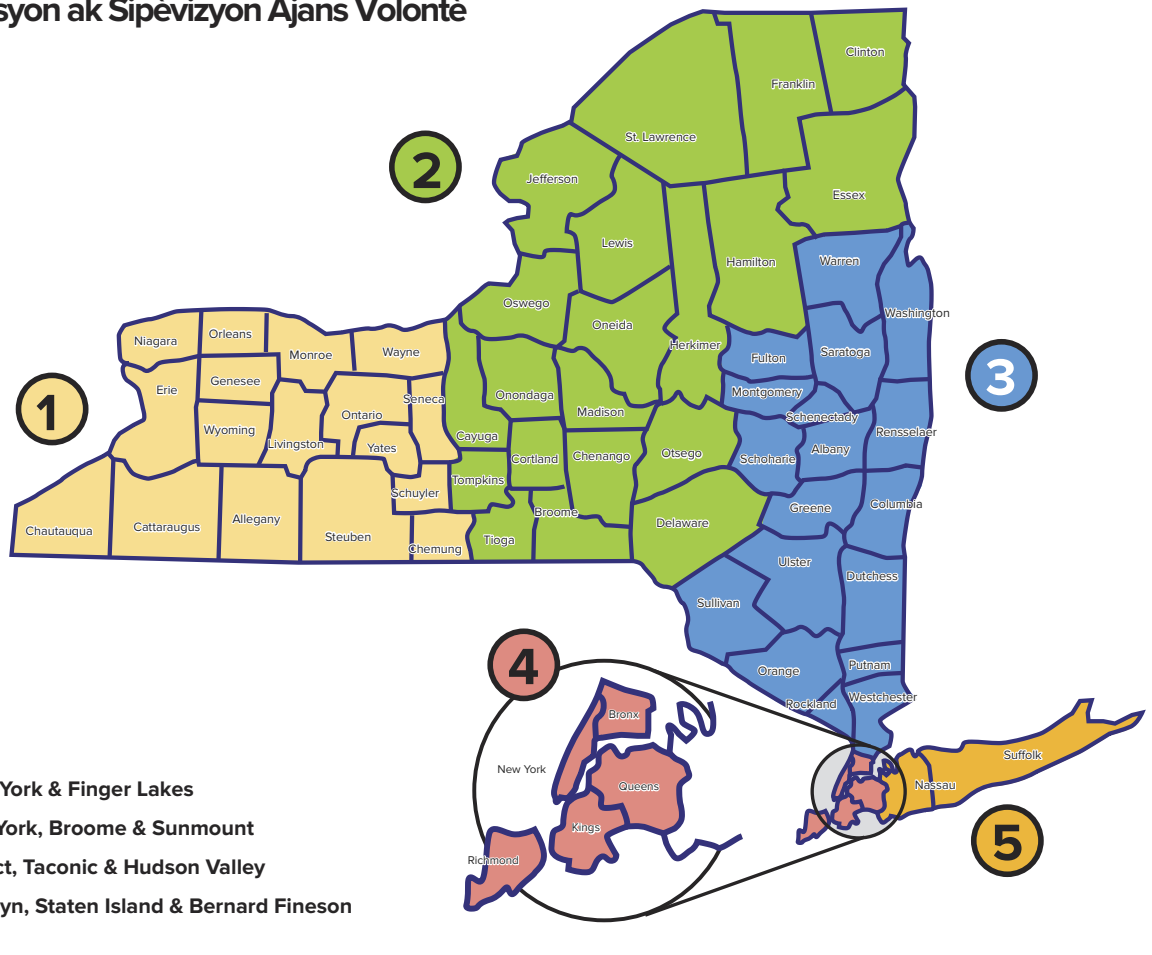 syon ak Sipèvizyon Ajans Volontè
Clinton
Franklin
St. Lawrence
2
Jefferson
Essex
Lewis
Hamilton
Warren
Oswego
Washington
Oneida
Niagara
Orleans
Herkimer
Monroe
Wayne
Saratoga
Fulton
3
Genesee
Erie
Montgomery
Onondaga
Seneca
1
Madison
Ontario
Schenectady
Wyoming
Rensselaer
Cayuga
Livingston
Yates
Albany
Otsego
Chenango
Cortland
Schoharie
Tompkins
Schuyler
Columbia
Greene
Broome
Allegany
Delaware
Cattaraugus
Chautauqua
Steuben
Tioga
Chemung
Ulster
Dutchess
Sullivan
4
Putnam
Orange
Westchester
Rockland
Bronx
Suffolk
New York
Queens
Nassau
York & Finger Lakes
Kings
York, Broome & Sunmount
5
Richmond
ct, Taconic & Hudson Valley
yn, Staten Island & Bernard Fineson